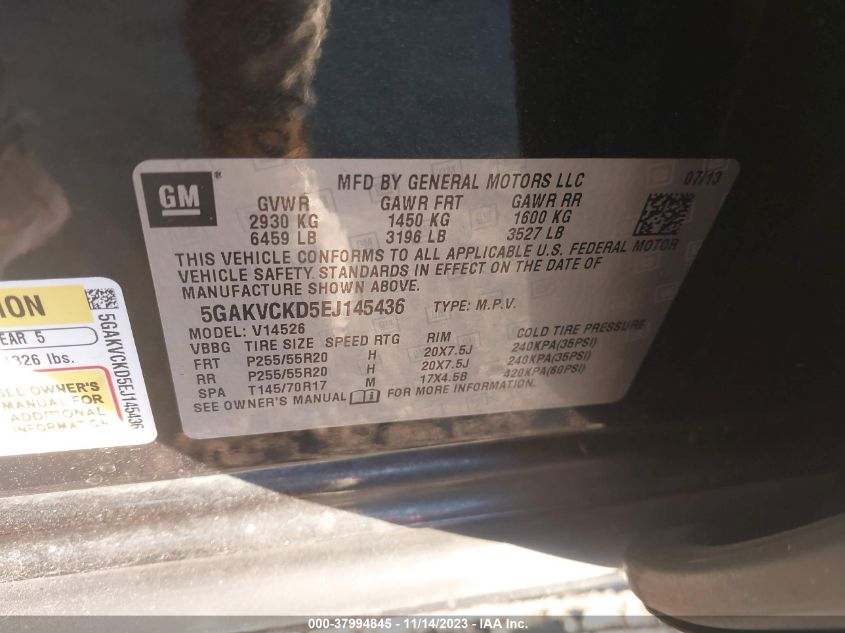 GM ®
MFD BY GENERAL MOTORS LLC
07/13
GVWR GAWR FRT GAWR RR
2930 KG 1450 KG 1600 KG
6459 LB 3196 LB 3527 LB
THIS VEHICLE CONFORMS TO ALL APPLICABLE U.S. FEDERAL MOTOR
VEHICLE SAFETY. STANDARDS IN EFFECT ON THE DATE OF
MANUFACTURE SHOWN ABOVE.
5GAKVCKD5EJ145436 TYPE: M.P.V.
MODEL: V14526
VBBG TIRE SIZE SPEED RTG RIM COLD TIRE PRESSURE
FRT P255/55R20 H 20X7.5J 240KPA(35PSI)
RR P255/55R20 H 20X7.5J 240KPA(35PSI)
SPA T145/70R17 M 17X4.5B 420KPA(60PSI)
SEE OWNER'S MANUAL FOR MORE INFORMATION.
ION
EAR 5
1326 lbs.
SEE OWNER'S
MANUAL FOR
ADDITIONAL
INFORMATION
5GAKVCKD5EJ145436
000-37994845 - 11/14/2023 - IAA Inc.